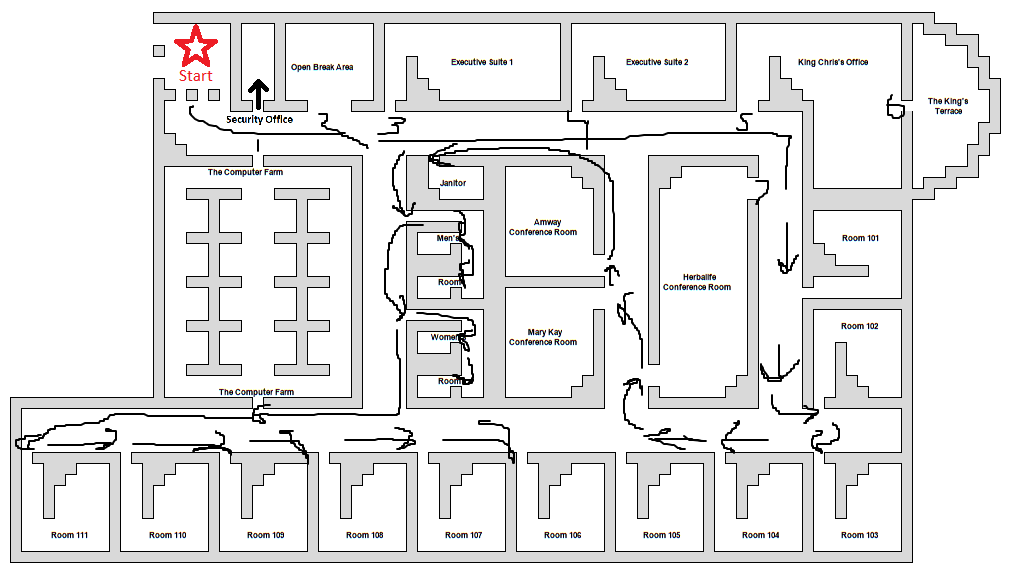 Start
Security Office
Open Break Area
Executive Suite 1
Executive Suite 2
King Chris's Office
The King's
Terrace
The Computer Farm
Janitor
Men's
Room
Amway
Conference Room
Herbalife
Conference Room
Room 101
Women's
Room
Mary Kay
Conference Room
Room 102
The Computer Farm
Room 111
Room 110
Room 109
Room 108
Room 107
Room 106
Room 105
Room 104
Room 103